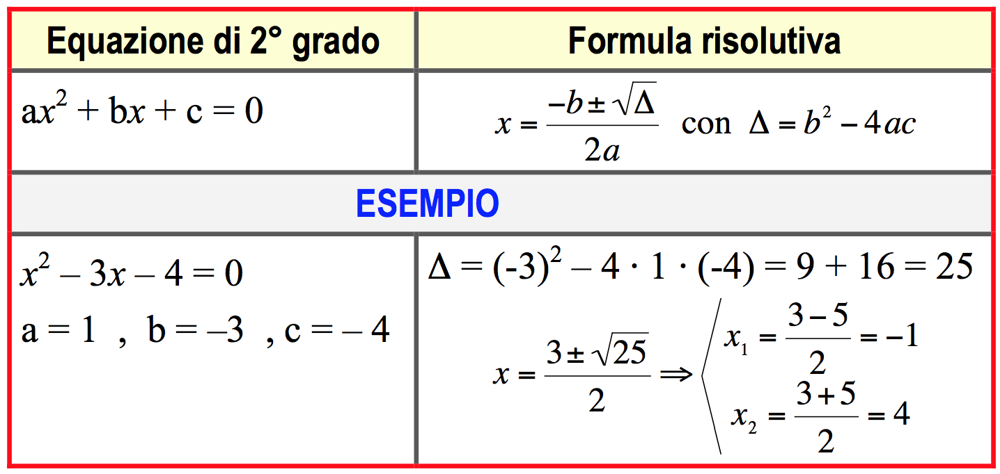 Equazione di 2° grado
Formula risolutiva
ax² + bx + c = 0
x = (−b ± √Δ) / 2a con Δ = b² − 4ac
ESEMPIO
x² – 3x – 4 = 0
a = 1 , b = –3 , c = – 4
Δ = (-3)² – 4 · 1 · (-4) = 9 + 16 = 25
x = (3 ± √25) / 2 ⇒
x₁ = (3 − 5) / 2 = −1
x₂ = (3 + 5) / 2 = 4